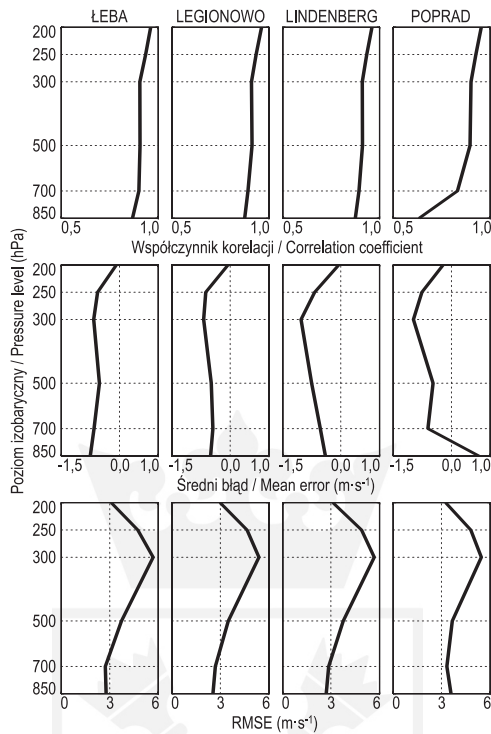 ŁEBA LEGIONOWO LINDENBERG POPRAD
200
250
300
500
700
850
0,5 1,0 0,5 1,0 0,5 1,0 0,5 1,0
Współczynnik korelacji / Correlation coefficient
200
250
300
500
700
850
-1,5 0,0 1,0 -1,5 0,0 1,0 -1,5 0,0 1,0 -1,5 0,0 1,0
Średni błąd / Mean error (m·s⁻¹)
200
250
300
500
700
850
0 3 6 0 3 6 0 3 6 0 3 6
RMSE (m·s⁻¹)
Poziom izobaryczny / Pressure level (hPa)